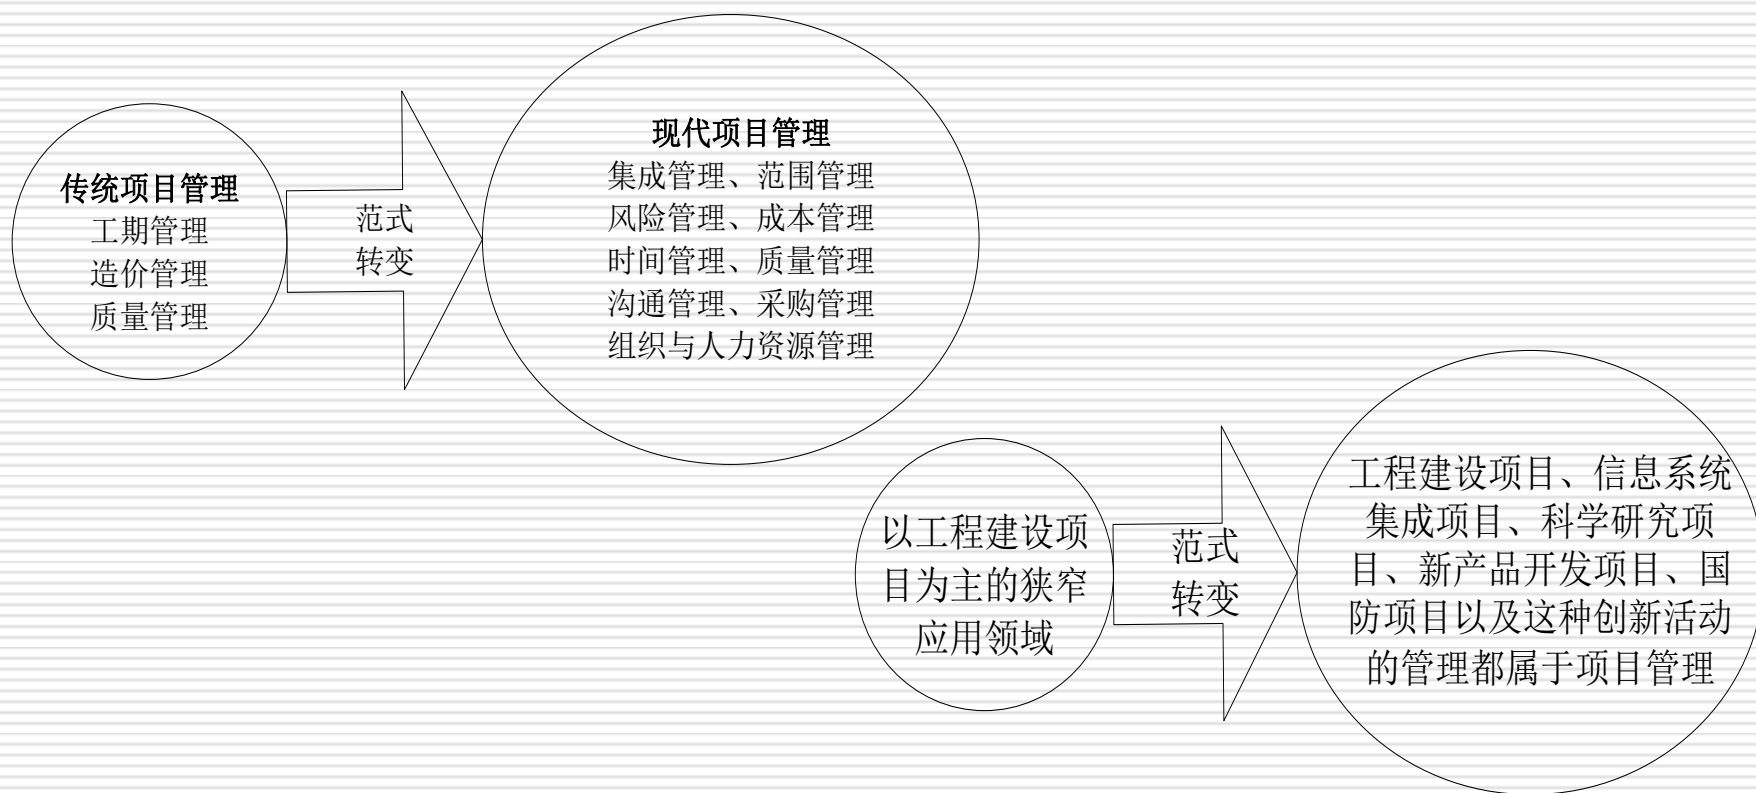 传统项目管理
工期管理
造价管理
质量管理
范式
转变
现代项目管理
集成管理、范围管理
风险管理、成本管理
时间管理、质量管理
沟通管理、采购管理
组织与人力资源管理
以工程建设项
目为主的狭窄
应用领域
范式
转变
工程建设项目、信息系统
集成项目、科学研究项
目、新产品开发项目、国
防项目以及这种创新活动
的管理都属于项目管理